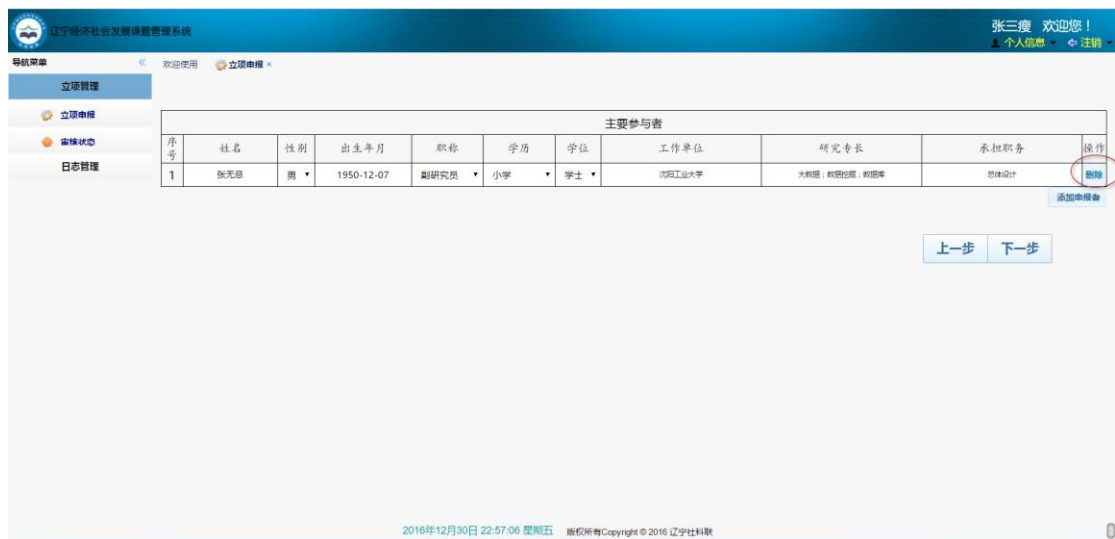 辽宁经济社会发展课题管理系统
张三瘦 欢迎您！
个人信息 注销
导航菜单 «
欢迎使用 立项申报 ×
立项管理
立项申报
审核状态
日志管理
主要参与者
序号 姓名 性别 出生年月 职称 学历 学位 工作单位 研究专长 承担职务 操作
1 张无忌 男 1950-12-07 副研究员 小学 学士 沈阳工业大学 大数据；数据挖掘；数据库 总体设计 删除
添加申报者
上一步 下一步
2016年12月30日 22:57:06 星期五 版权所有Copyright © 2016 辽宁社科联